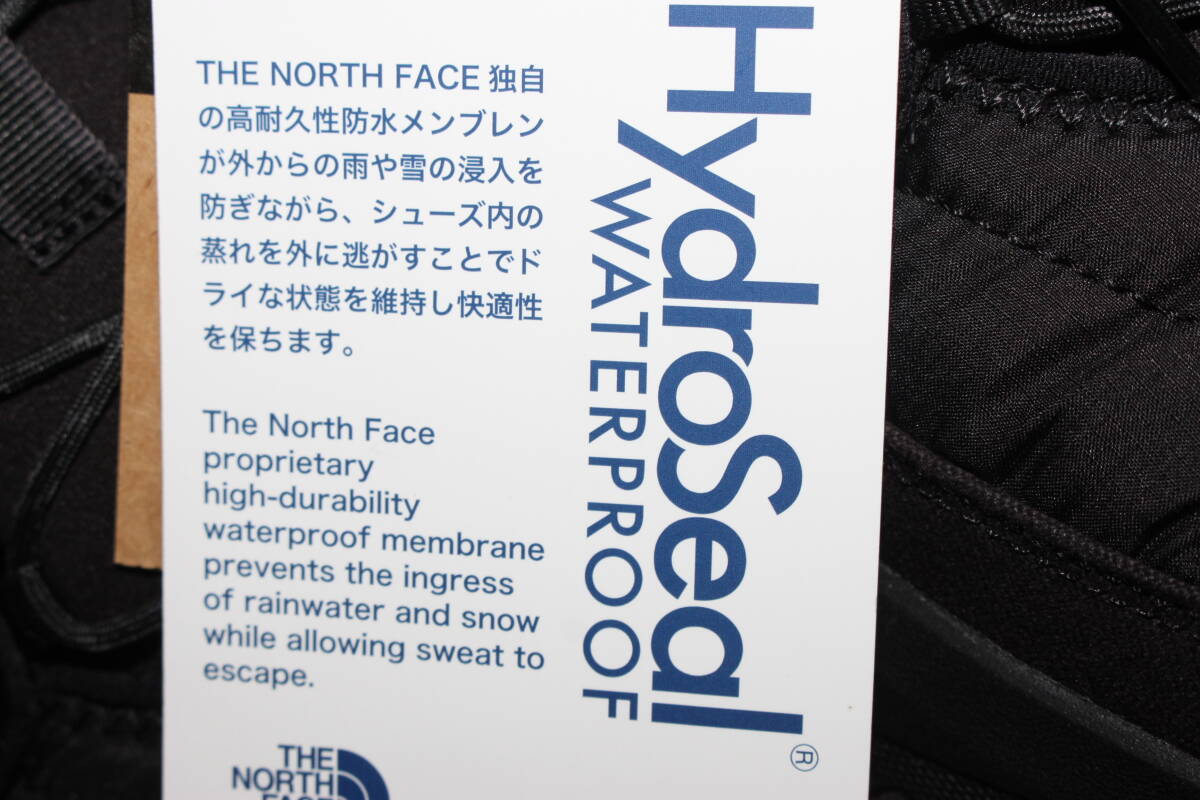 THE NORTH FACE 独自
の高耐久性防水メンブレン
が外からの雨や雪の浸入を
防ぎながら、シューズ内の
蒸れを外に逃がすことでド
ライな状態を維持し快適性
を保ちます。
The North Face
proprietary
high-durability
waterproof membrane
prevents the ingress
of rainwater and snow
while allowing sweat to
escape.
HydroSeal®
WATERPROOF
THE
NORTH
FACE